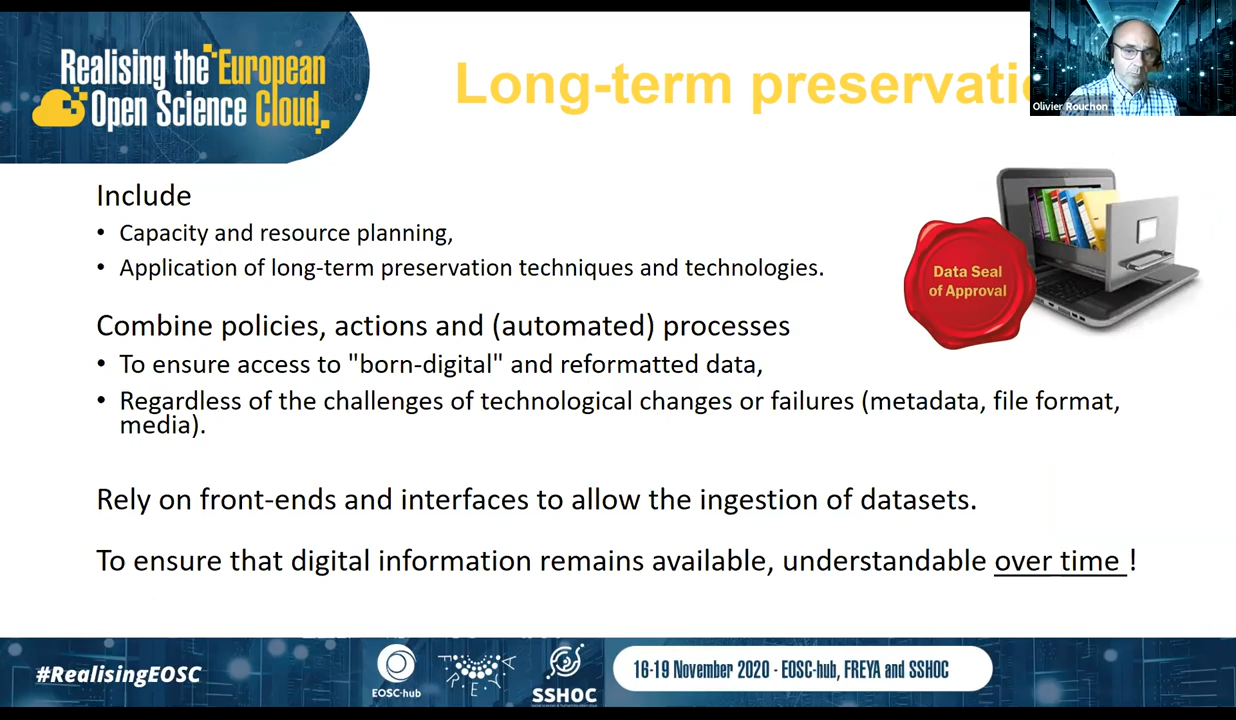 Realising the European
Open Science Cloud
Long-term preservati
Olivier Rouchon
Include
• Capacity and resource planning,
• Application of long-term preservation techniques and technologies.
Data Seal
of Approval
Combine policies, actions and (automated) processes
• To ensure access to "born-digital" and reformatted data,
• Regardless of the challenges of technological changes or failures (metadata, file format,
media).
Rely on front-ends and interfaces to allow the ingestion of datasets.
To ensure that digital information remains available, understandable over time !
#RealisingEOSC
EOSC-hub
FREYA
SSHOC
16-19 November 2020 - EOSC-hub, FREYA and SSHOC